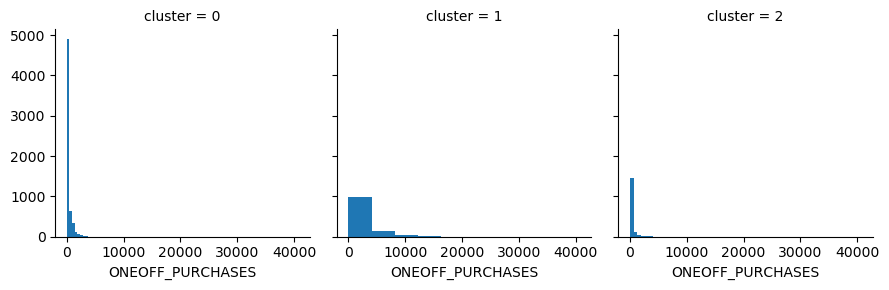 cluster = 0 cluster = 1 cluster = 2
5000
4000
3000
2000
1000
0
0 10000 20000 30000 40000 0 10000 20000 30000 40000 0 10000 20000 30000 40000
ONEOFF_PURCHASES ONEOFF_PURCHASES ONEOFF_PURCHASES